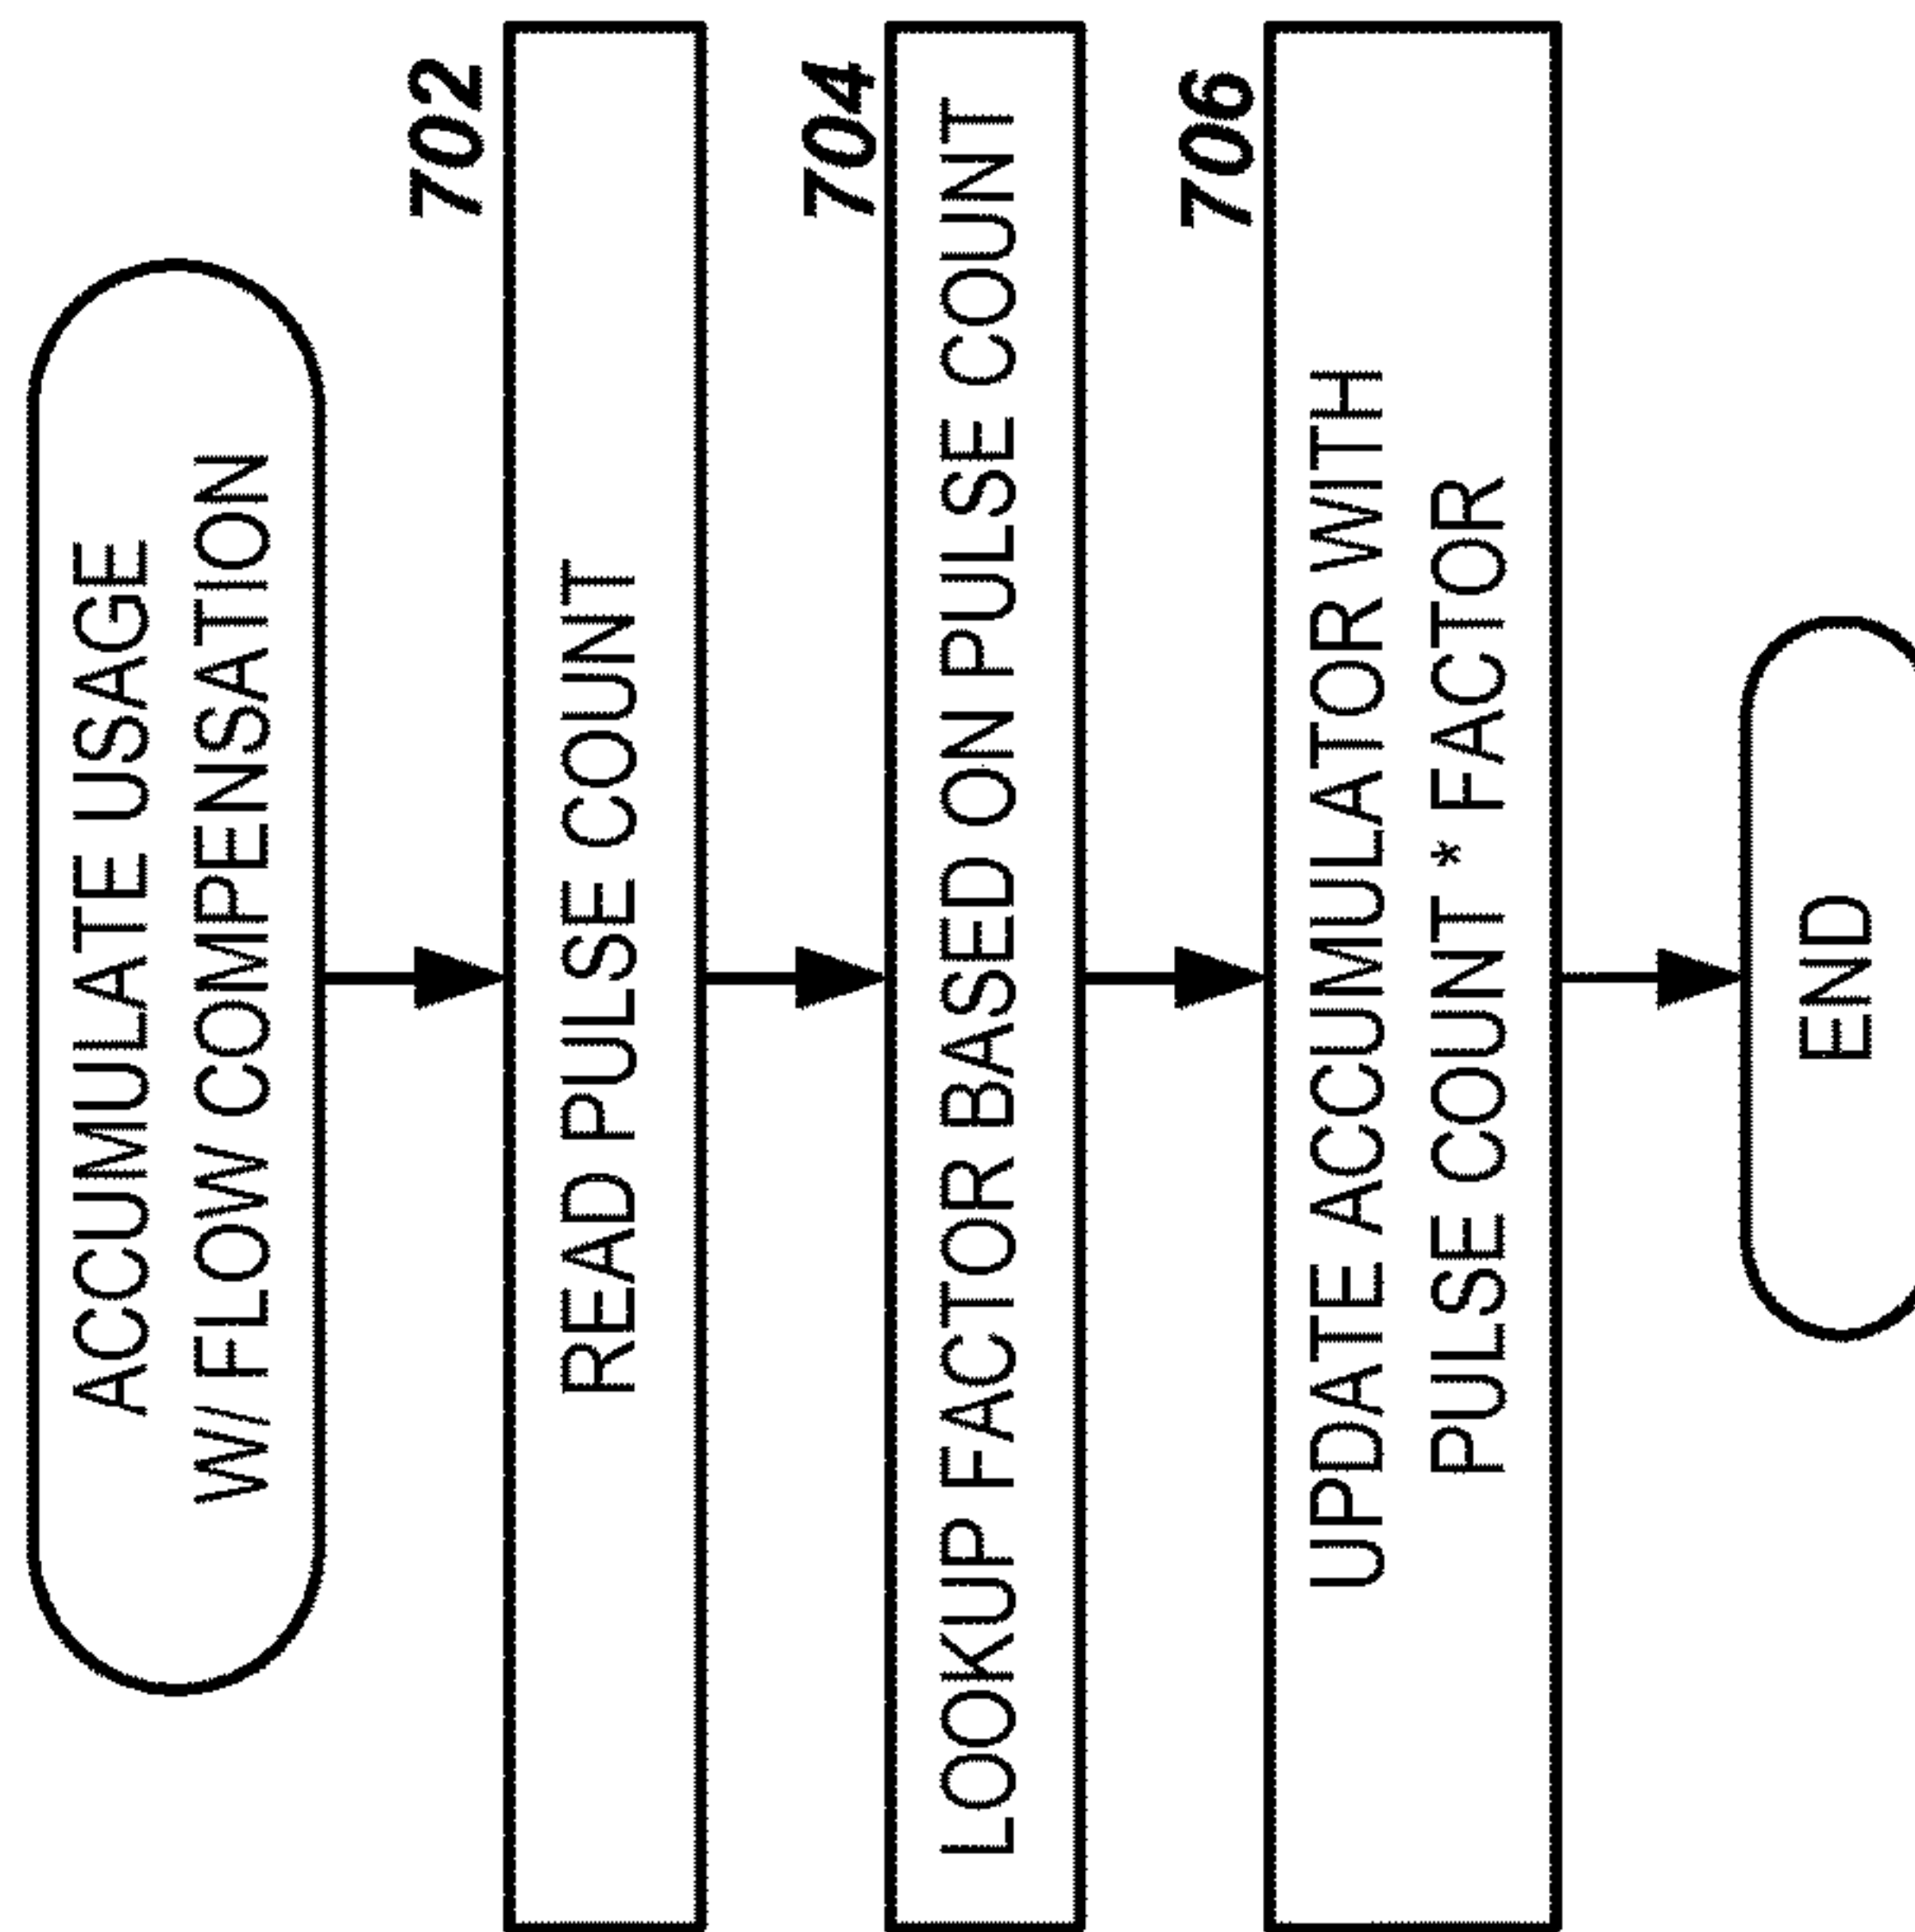 ACCUMULATE USAGE
W/ FLOW COMPENSATION
702
READ PULSE COUNT
704
LOOKUP FACTOR BASED ON PULSE COUNT
706
UPDATE ACCUMULATOR WITH
PULSE COUNT * FACTOR
END